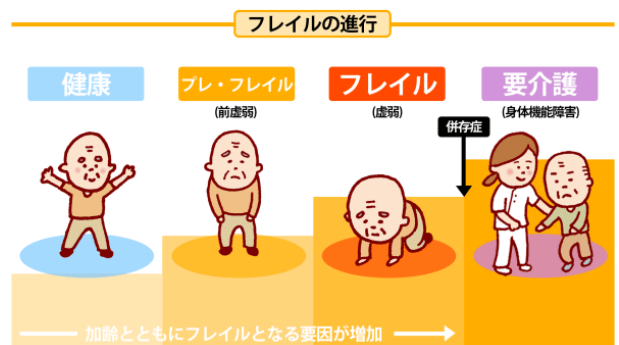 フレイルの進行
健康
プレ・フレイル
(前虚弱)
フレイル
(虚弱)
要介護
(身体機能障害)
併存症
加齢とともにフレイルとなる要因が増加